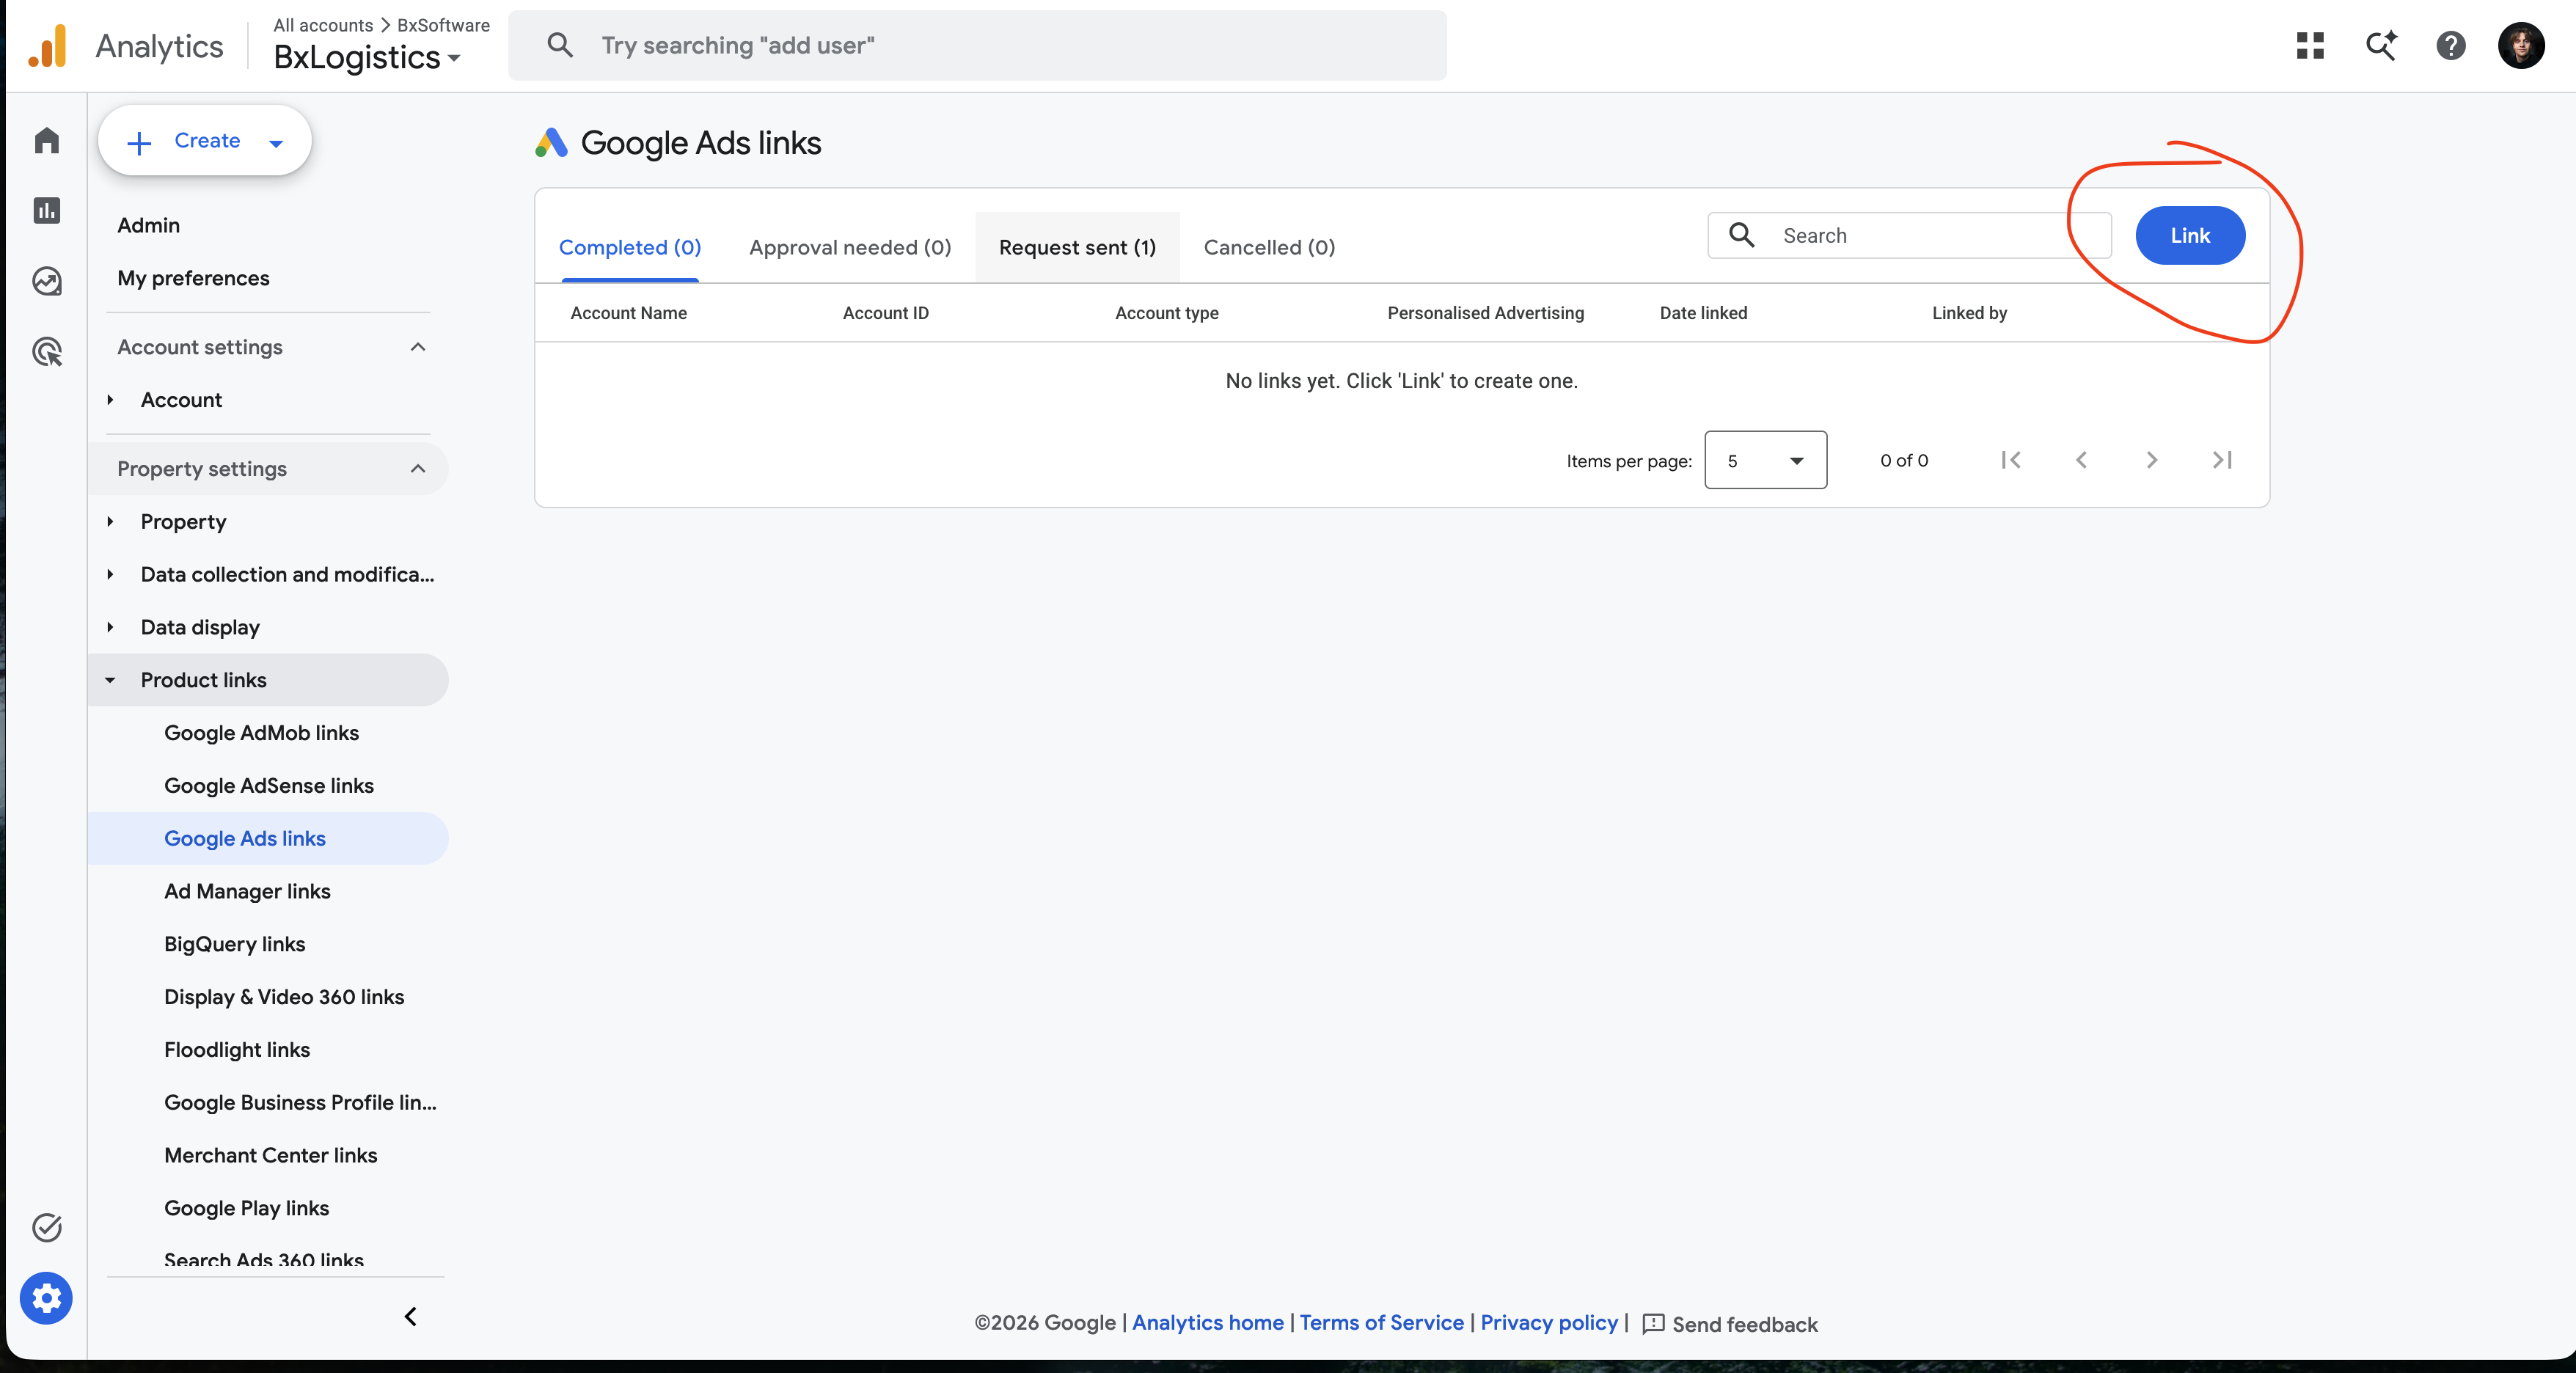 Analytics
All accounts > BxSoftware
BxLogistics
Try searching "add user"
Create
Admin
My preferences
Account settings
Account
Property settings
Property
Data collection and modifica...
Data display
Product links
Google AdMob links
Google AdSense links
Google Ads links
Ad Manager links
BigQuery links
Display & Video 360 links
Floodlight links
Google Business Profile lin...
Merchant Center links
Google Play links
Search Ads 360 links
Google Ads links
Completed (0) Approval needed (0) Request sent (1) Cancelled (0) Search Link
Account Name Account ID Account type Personalised Advertising Date linked Linked by
No links yet. Click 'Link' to create one.
Items per page: 5 0 of 0
©2026 Google | Analytics home | Terms of Service | Privacy policy | Send feedback